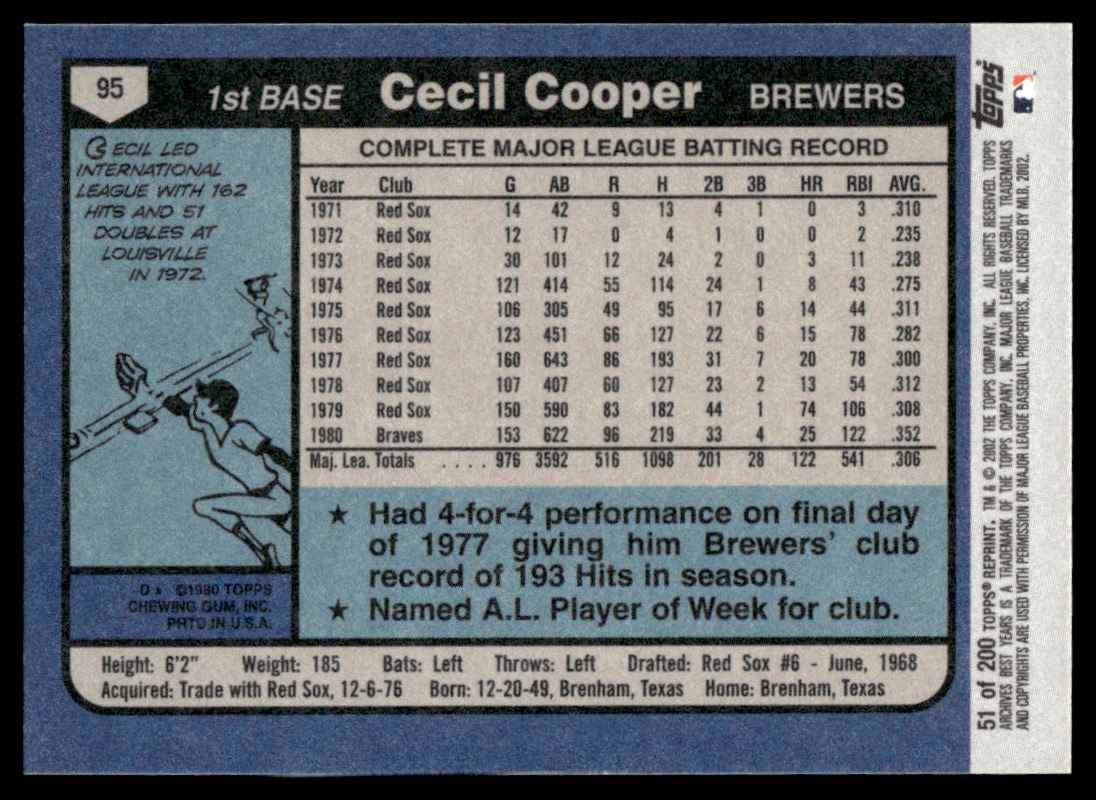 95
1st BASE Cecil Cooper BREWERS
CECIL LED
INTERNATIONAL
LEAGUE WITH 162
HITS AND 51
DOUBLES AT
LOUISVILLE
IN 1972.
© 1980 TOPPS
CHEWING GUM, INC.
PRTD IN U.S.A.
COMPLETE MAJOR LEAGUE BATTING RECORD
Year Club G AB R H 2B 3B HR RBI AVG.
1971 Red Sox 14 42 9 13 4 1 0 3 .310
1972 Red Sox 12 17 0 4 1 0 0 2 .235
1973 Red Sox 30 101 12 24 2 0 3 11 .238
1974 Red Sox 121 414 55 114 24 1 8 43 .275
1975 Red Sox 106 305 49 95 17 6 14 44 .311
1976 Red Sox 123 451 66 127 22 6 15 78 .282
1977 Red Sox 160 643 86 193 31 7 20 78 .300
1978 Red Sox 107 407 60 127 23 2 13 54 .312
1979 Red Sox 150 590 83 182 44 1 74 106 .308
1980 Braves 153 622 96 219 33 4 25 122 .352
Maj. Lea. Totals . . . . 976 3592 516 1098 201 28 122 541 .306
★ Had 4-for-4 performance on final day
of 1977 giving him Brewers' club
record of 193 Hits in season.
★ Named A.L. Player of Week for club.
Height: 6'2" Weight: 185 Bats: Left Throws: Left Drafted: Red Sox #6 - June, 1968
Acquired: Trade with Red Sox, 12-6-76 Born: 12-20-49, Brenham, Texas Home: Brenham, Texas
Topps
51 of 200 TOPPS® REPRINT. TM & © 2002 THE TOPPS COMPANY, INC. ALL RIGHTS RESERVED. TOPPS
ARCHIVES BEST YEARS IS A TRADEMARK OF THE TOPPS COMPANY, INC. MAJOR LEAGUE BASEBALL TRADEMARKS
AND COPYRIGHTS ARE USED WITH PERMISSION OF MAJOR LEAGUE BASEBALL PROPERTIES, INC. LICENSED BY MLB, 2002.